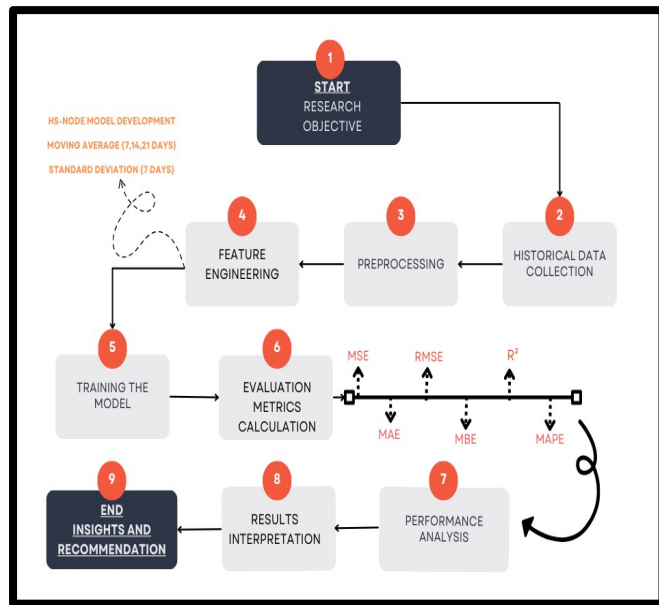 1
START
RESEARCH
OBJECTIVE
HS-NODE MODEL DEVELOPMENT
MOVING AVERAGE (7,14,21 DAYS)
STANDARD DEVIATION (7 DAYS)
2
HISTORICAL DATA
COLLECTION
3
PREPROCESSING
4
FEATURE
ENGINEERING
5
TRAINING THE
MODEL
6
EVALUATION
METRICS
CALCULATION
MSE
RMSE
R²
MAE
MBE
MAPE
7
PERFORMANCE
ANALYSIS
8
RESULTS
INTERPRETATION
9
END
INSIGHTS AND
RECOMMENDATION